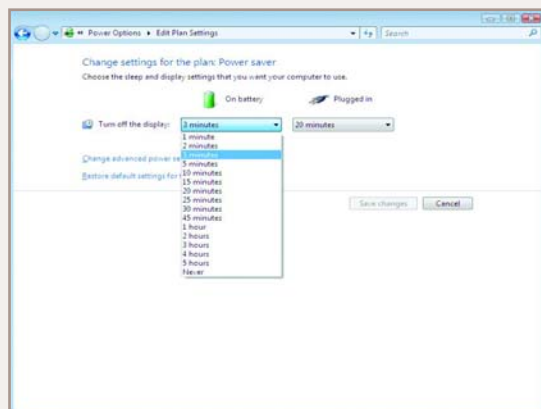 Power Options ▸ Edit Plan Settings
Search
Change settings for the plan: Power saver
Choose the sleep and display settings that you want your computer to use.
On battery Plugged in
Turn off the display: 3 minutes 20 minutes
1 minute
2 minutes
3 minutes
5 minutes
10 minutes
15 minutes
20 minutes
25 minutes
30 minutes
45 minutes
1 hour
2 hours
3 hours
4 hours
5 hours
Never
Change advanced power se
Restore default settings for
Save changes Cancel